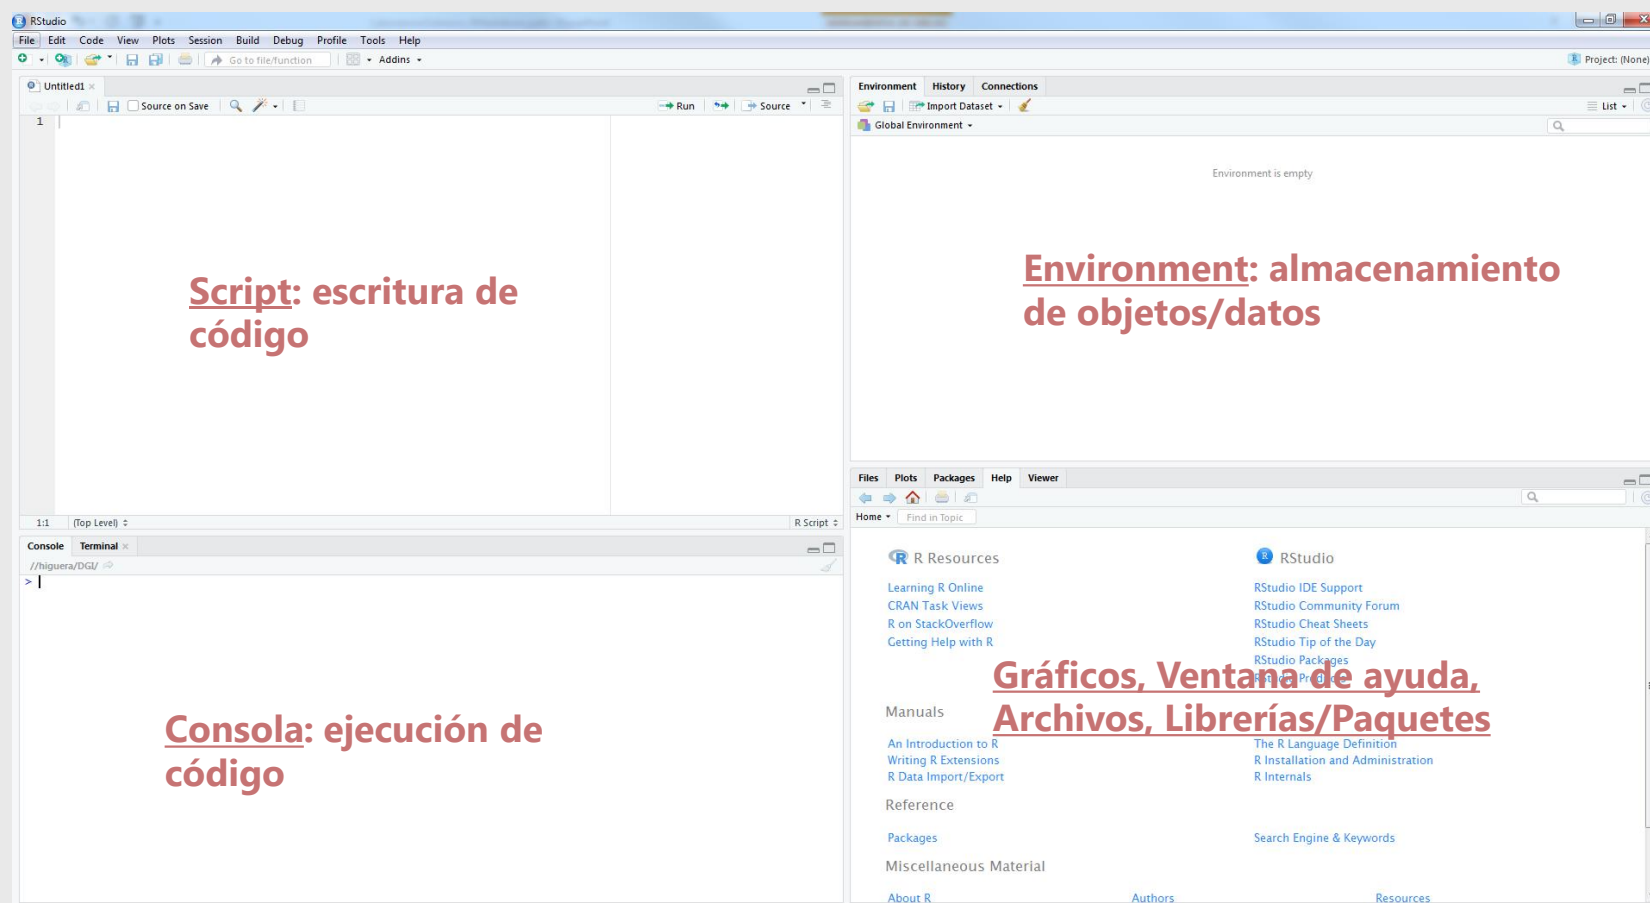 RStudio
File Edit Code View Plots Session Build Debug Profile Tools Help
Go to file/function Addins Project: (None)
Untitled1
Source on Save Run Source
1
Script: escritura de
código
1:1 (Top Level) R Script
Console Terminal
//higuera/DGI/
>
Consola: ejecución de
código
Environment History Connections
Import Dataset List
Global Environment
Environment is empty
Environment: almacenamiento
de objetos/datos
Files Plots Packages Help Viewer
Home Find in Topic
R Resources
Learning R Online
CRAN Task Views
R on StackOverflow
Getting Help with R
RStudio
RStudio IDE Support
RStudio Community Forum
RStudio Cheat Sheets
RStudio Tip of the Day
RStudio Packages
Gráficos, Ventana de ayuda,
Archivos, Librerías/Paquetes
Manuals
An Introduction to R
Writing R Extensions
R Data Import/Export
The R Language Definition
R Installation and Administration
R Internals
Reference
Packages Search Engine & Keywords
Miscellaneous Material
About R Authors Resources